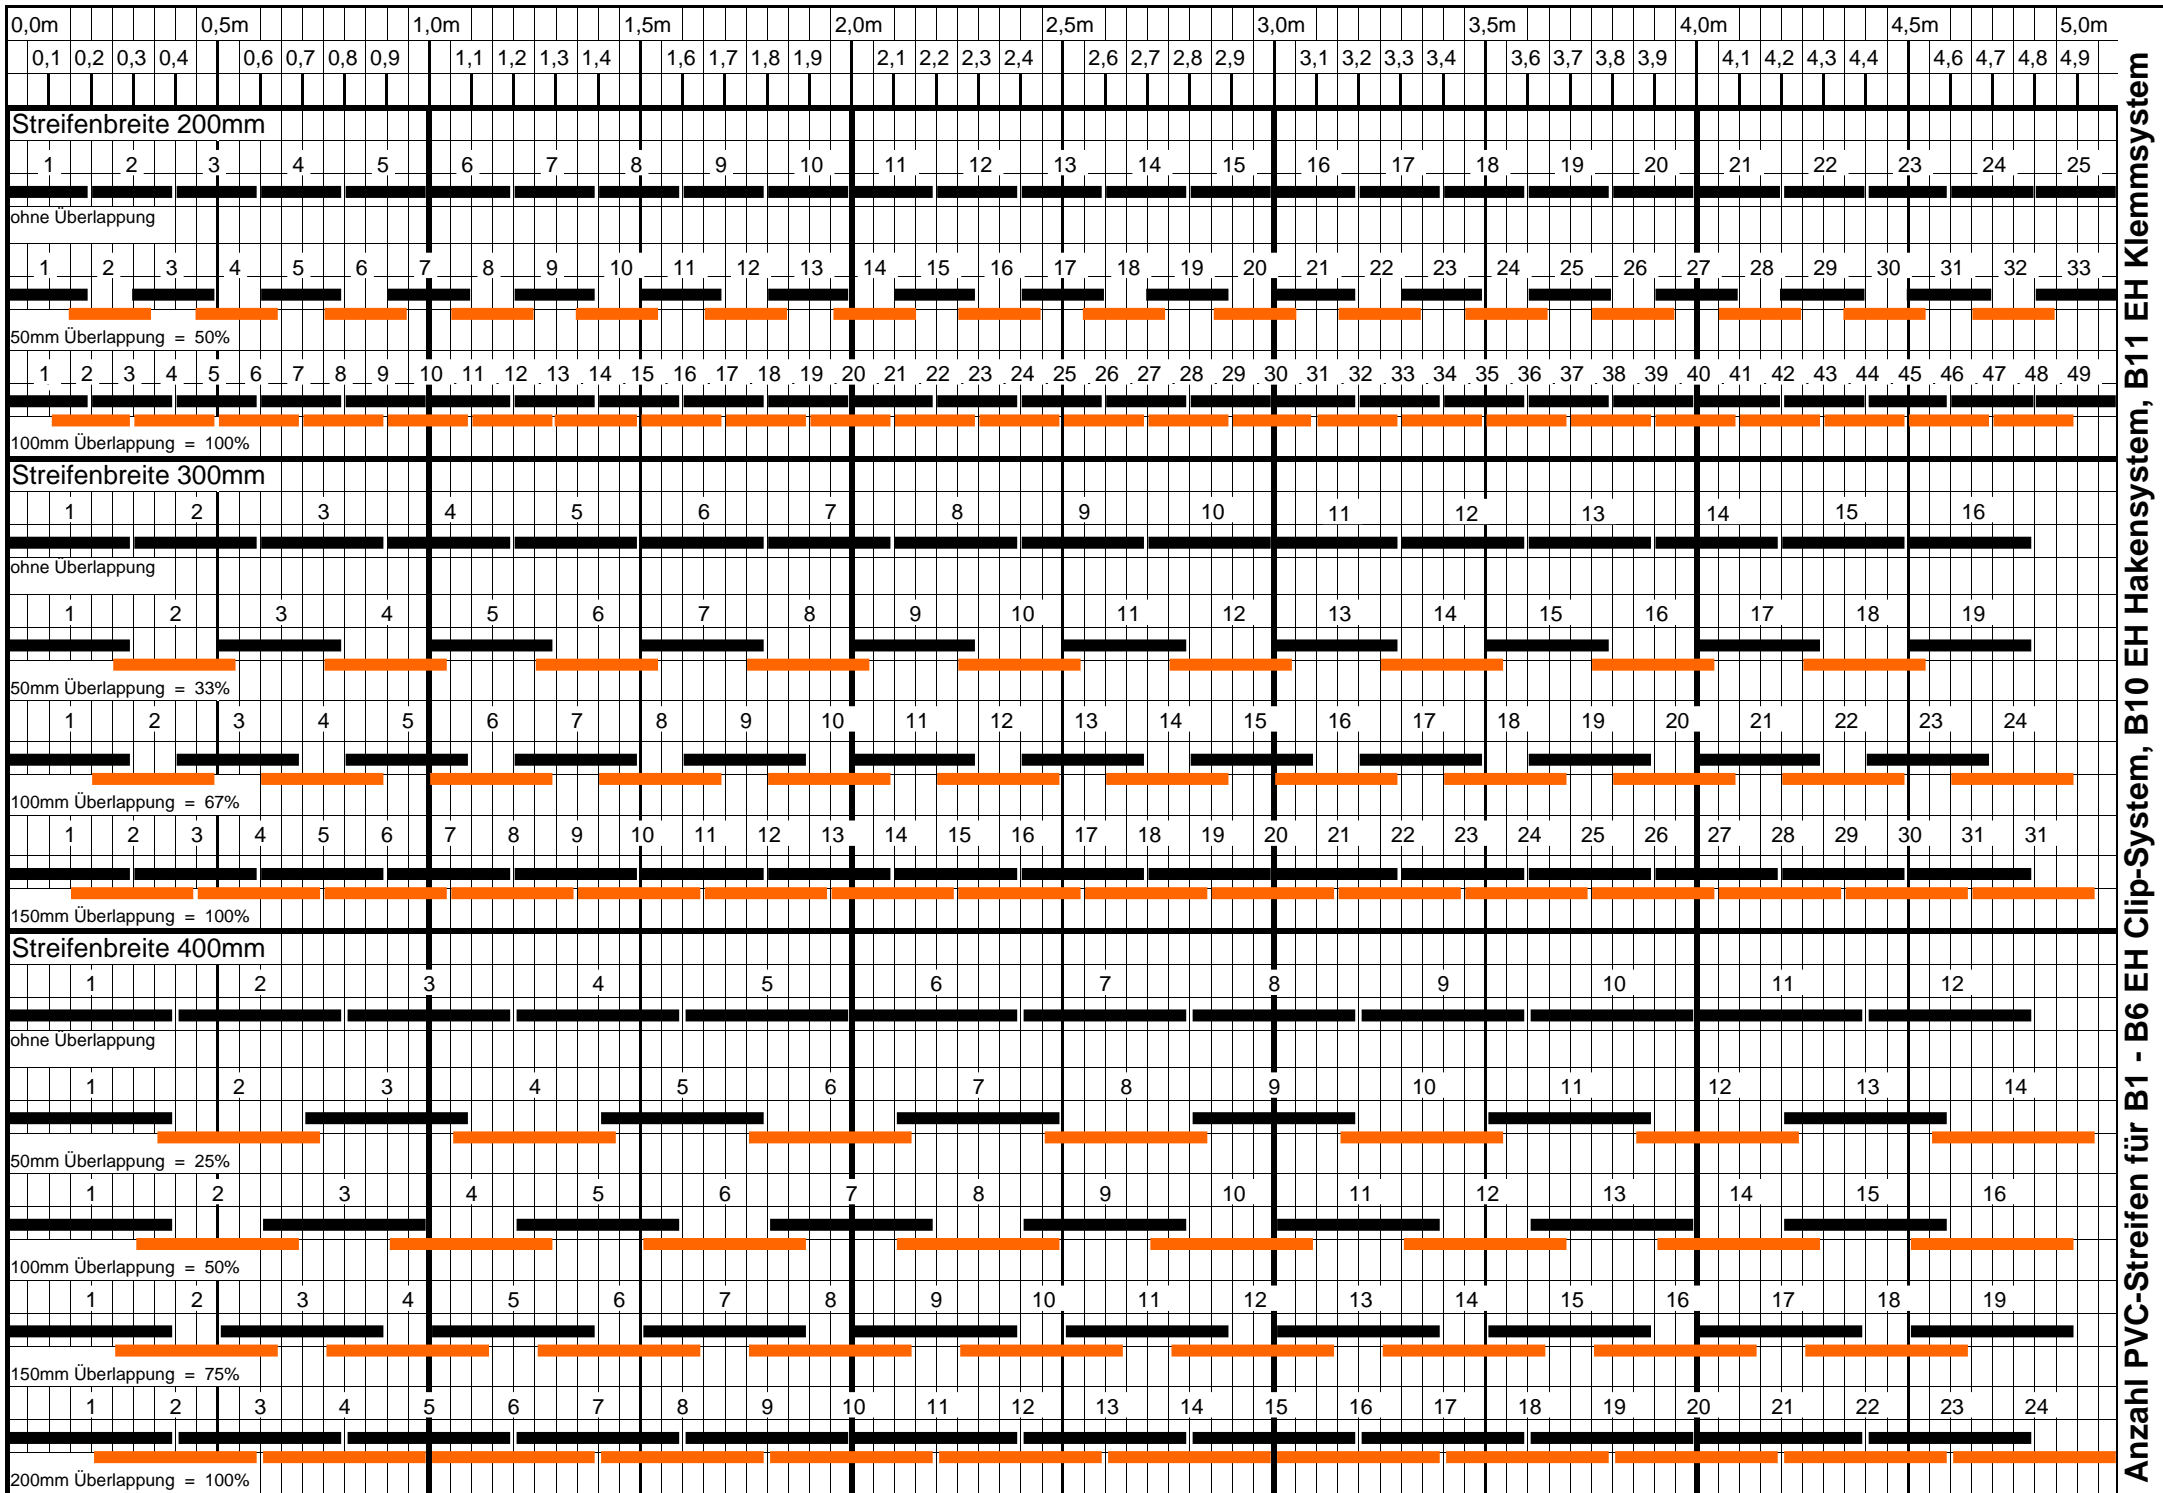 0,0m 0,5m 1,0m 1,5m 2,0m 2,5m 3,0m 3,5m 4,0m 4,5m 5,0m
0,1 0,2 0,3 0,4 0,6 0,7 0,8 0,9 1,1 1,2 1,3 1,4 1,6 1,7 1,8 1,9 2,1 2,2 2,3 2,4 2,6 2,7 2,8 2,9 3,1 3,2 3,3 3,4 3,6 3,7 3,8 3,9 4,1 4,2 4,3 4,4 4,6 4,7 4,8 4,9
Streifenbreite 200mm
1 2 3 4 5 6 7 8 9 10 11 12 13 14 15 16 17 18 19 20 21 22 23 24 25
ohne Überlappung
1 2 3 4 5 6 7 8 9 10 11 12 13 14 15 16 17 18 19 20 21 22 23 24 25 26 27 28 29 30 31 32 33
50mm Überlappung = 50%
1 2 3 4 5 6 7 8 9 10 11 12 13 14 15 16 17 18 19 20 21 22 23 24 25 26 27 28 29 30 31 32 33 34 35 36 37 38 39 40 41 42 43 44 45 46 47 48 49
100mm Überlappung = 100%
Streifenbreite 300mm
1 2 3 4 5 6 7 8 9 10 11 12 13 14 15 16
ohne Überlappung
1 2 3 4 5 6 7 8 9 10 11 12 13 14 15 16 17 18 19
50mm Überlappung = 33%
1 2 3 4 5 6 7 8 9 10 11 12 13 14 15 16 17 18 19 20 21 22 23 24
100mm Überlappung = 67%
1 2 3 4 5 6 7 8 9 10 11 12 13 14 15 16 17 18 19 20 21 22 23 24 25 26 27 28 29 30 31 31
150mm Überlappung = 100%
Streifenbreite 400mm
1 2 3 4 5 6 7 8 9 10 11 12
ohne Überlappung
1 2 3 4 5 6 7 8 9 10 11 12 13 14
50mm Überlappung = 25%
1 2 3 4 5 6 7 8 9 10 11 12 13 14 15 16
100mm Überlappung = 50%
1 2 3 4 5 6 7 8 9 10 11 12 13 14 15 16 17 18 19
150mm Überlappung = 75%
1 2 3 4 5 6 7 8 9 10 11 12 13 14 15 16 17 18 19 20 21 22 23 24
200mm Überlappung = 100%
Anzahl PVC-Streifen für B1 - B6 EH Clip-System, B10 EH Hakensystem, B11 EH Klemmsystem